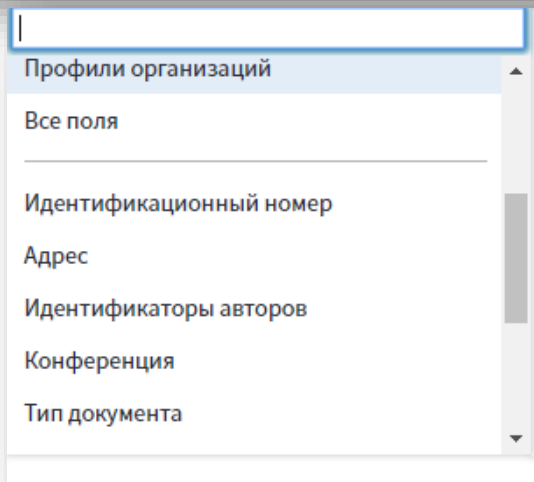 Профили организаций
Все поля
Идентификационный номер
Адрес
Идентификаторы авторов
Конференция
Тип документа